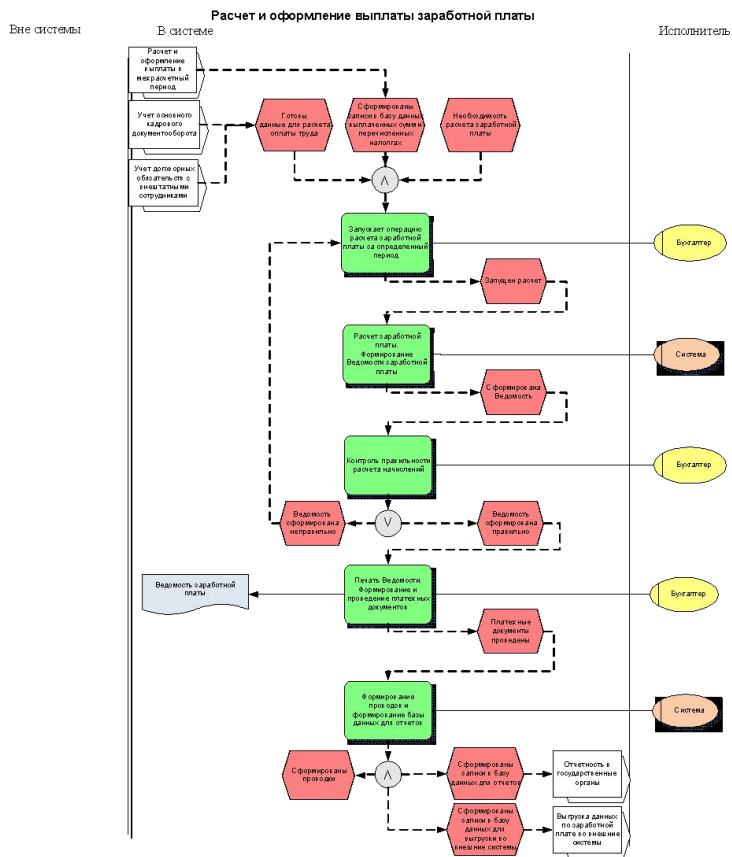 Расчет и оформление выплаты заработной платы
Вне системы
В системе
Исполнитель
Расчет и
оформление
выплаты в
межрасчетный
период
Учет основного
кадрового
документооборота
Учет договорных
обязательств с
внештатными
сотрудниками
Готовы
данные для расчета
оплаты труда
Сформированы
записи в базу данных
выплаченных сумм и
перечисленных
налогах
Необходимость
расчета заработной
платы
Λ
Запускает операцию
расчета заработной
платы за определенный
период
Бухгалтер
Запущен расчет
Расчет заработной
платы.
Формирование
Ведомости заработной
платы
Система
Сформирована
Ведомость
Контроль правильности
расчета начислений
Бухгалтер
Ведомость
сформирована
неправильно
V
Ведомость
сформирована
правильно
Ведомость заработной
платы
Печать Ведомости.
Формирование и
проведение платежных
документов
Бухгалтер
Платежные
документы
проведены
Формирование
проводок и
формирование базы
данных для отчетов
Система
Сформированы
проводки
Λ
Сформированы
записи в базу
данных для отчетов
Отчетность в
государственные
органы
Сформированы
записи в базу
данных для
выгрузки во
внешние системы
Выгрузка данных
по заработной
плате во внешние
системы